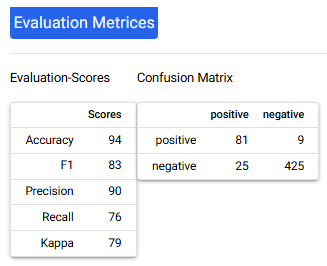 Evaluation Metrices
Evaluation-Scores Confusion Matrix
Scores
Accuracy 94
F1 83
Precision 90
Recall 76
Kappa 79
positive negative
positive 81 9
negative 25 425